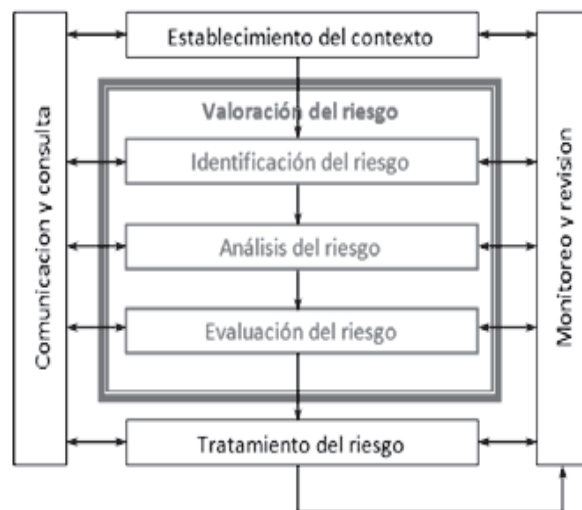 Establecimiento del contexto
Comunicacion y consulta
Valoración del riesgo
Identificación del riesgo
Análisis del riesgo
Evaluación del riesgo
Tratamiento del riesgo
Monitoreo y revision